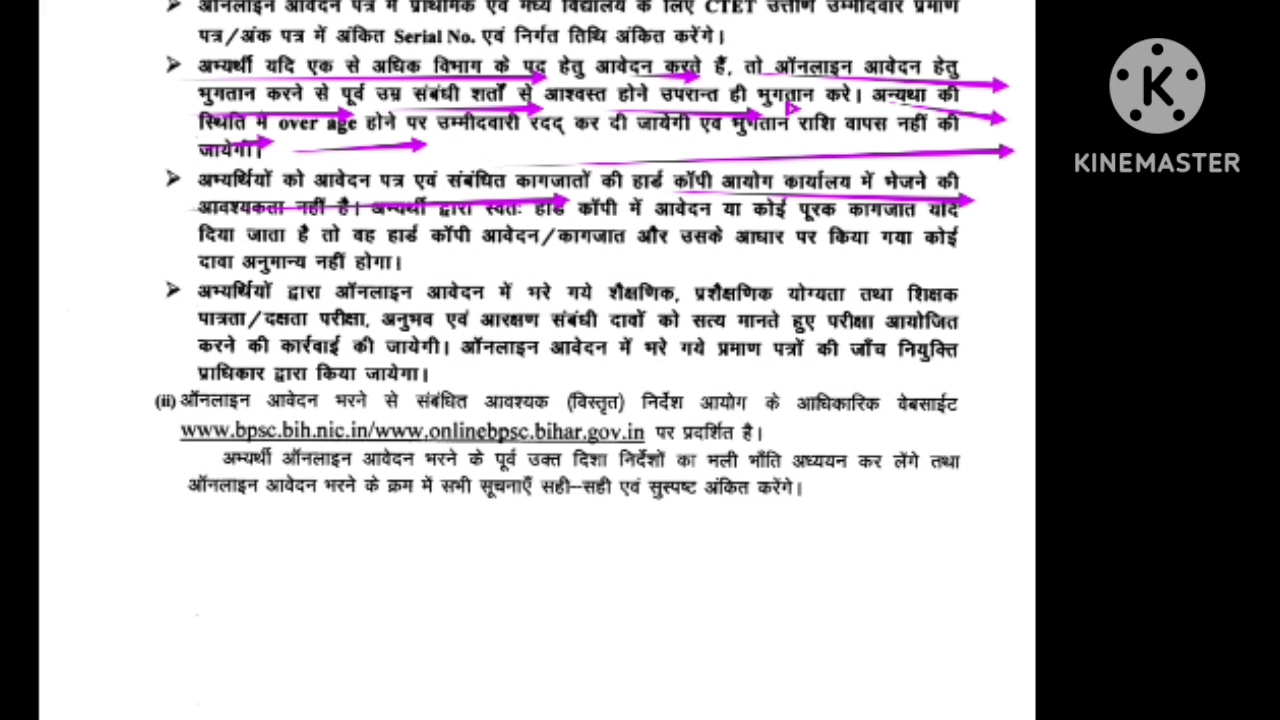 ऑनलाइन आवेदन पत्र में प्राथमिक एवं मध्य विद्यालय के लिए CTET उत्तीर्ण उम्मीदवार प्रमाण
पत्र/अंक पत्र में अंकित Serial No. एवं निर्गत तिथि अंकित करेंगे।
➤ अभ्यर्थी यदि एक से अधिक विभाग के पद हेतु आवेदन करते हैं, तो ऑनलाइन आवेदन हेतु
भुगतान करने से पूर्व उम्र संबंधी शर्तों से आश्वस्त होने उपरान्त ही भुगतान करे। अन्यथा की
स्थिति में over age होने पर उम्मीदवारी रदद् कर दी जायेगी एवं भुगतान राशि वापस नहीं की
जायेगी।
➤ अभ्यर्थियों को आवेदन पत्र एवं संबंधित कागजातों की हार्ड कॉपी आयोग कार्यालय में भेजने की
आवश्यकता नहीं है। अभ्यर्थी द्वारा स्वतः हार्ड कॉपी में आवेदन या कोई पूरक कागजात यदि
दिया जाता है तो वह हार्ड कॉपी आवेदन/कागजात और उसके आधार पर किया गया कोई
दावा अनुमान्य नहीं होगा।
➤ अभ्यर्थियों द्वारा ऑनलाइन आवेदन में भरे गये शैक्षणिक, प्रशैक्षणिक योग्यता तथा शिक्षक
पात्रता/दक्षता परीक्षा, अनुभव एवं आरक्षण संबंधी दावों को सत्य मानते हुए परीक्षा आयोजित
करने की कार्रवाई की जायेगी। ऑनलाइन आवेदन में भरे गये प्रमाण पत्रों की जाँच नियुक्ति
प्राधिकार द्वारा किया जायेगा।
(ii) ऑनलाइन आवेदन भरने से संबंधित आवश्यक (विस्तृत) निर्देश आयोग के आधिकारिक वेबसाईट
www.bpsc.bih.nic.in/www.onlinebpsc.bihar.gov.in पर प्रदर्शित है।
अभ्यर्थी ऑनलाइन आवेदन भरने के पूर्व उक्त दिशा निर्देशों का भली भाँति अध्ययन कर लेंगे तथा
ऑनलाइन आवेदन भरने के क्रम में सभी सूचनाएँ सही–सही एवं सुस्पष्ट अंकित करेंगे।
K
KINEMASTER